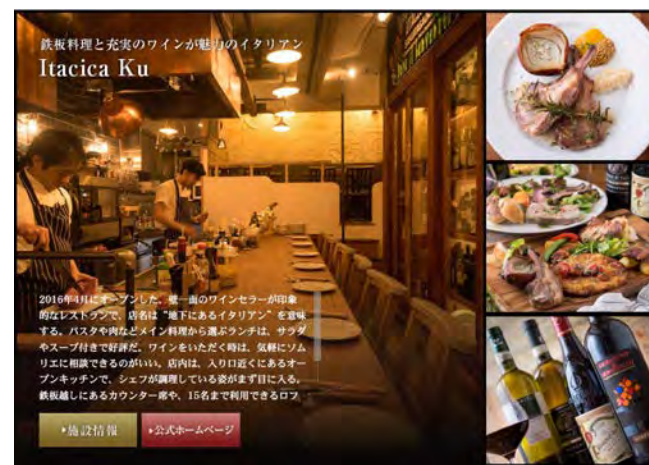 鉄板料理と充実のワインが魅力のイタリアン
Itacica Ku
2016年4月にオープンした、壁一面のワインセラーが印象
的なレストランで、店名は“地下にあるイタリアン”を意味
する。パスタや肉などメイン料理から選ぶランチは、サラダ
やスープ付きで好評だ。ワインをいただく時は、気軽にソム
リエに相談できるのがいい。店内は、入り口近くにあるオー
プンキッチンで、シェフが調理している姿がまず目に入る。
鉄板越しにあるカウンター席や、15名まで利用できるロフ
施設情報
公式ホームページ